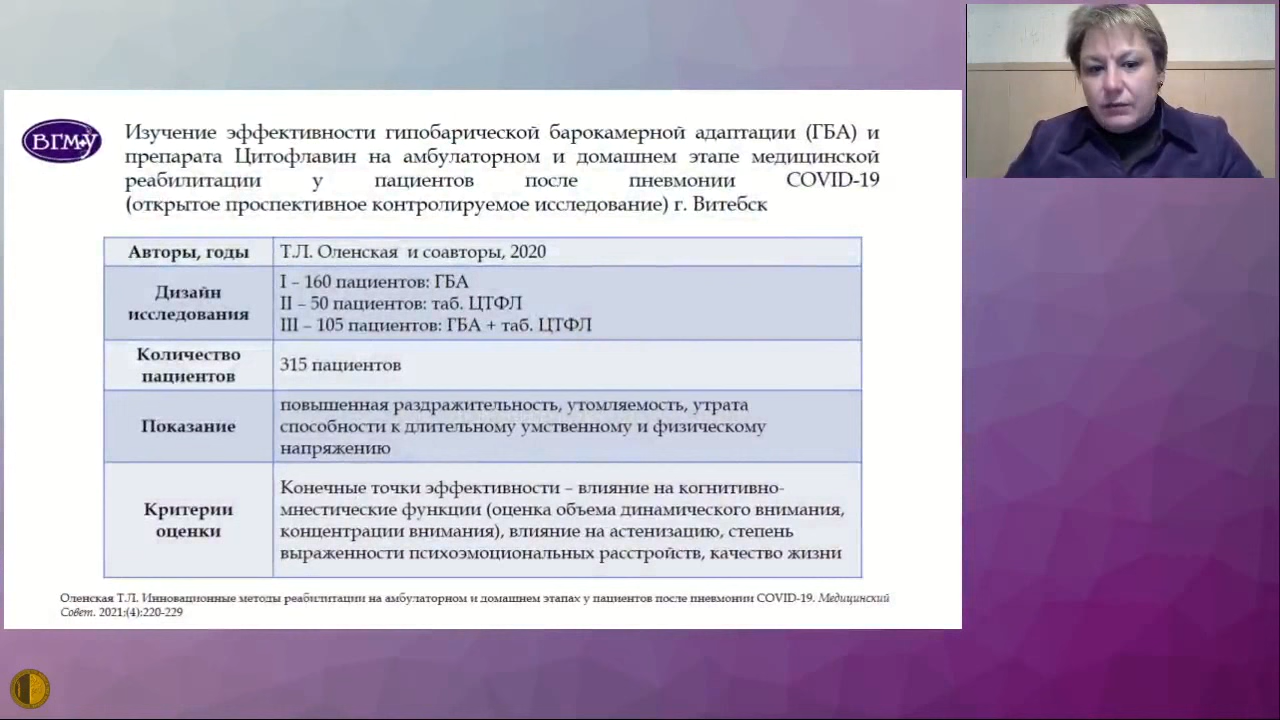 ВГМУ
Изучение эффективности гипобарической барокамерной адаптации (ГБА) и
препарата Цитофлавин на амбулаторном и домашнем этапе медицинской
реабилитации у пациентов после пневмонии COVID-19
(открытое проспективное контролируемое исследование) г. Витебск
Авторы, годы
Т.Л. Оленская и соавторы, 2020
Дизайн
исследования
I – 160 пациентов: ГБА
II – 50 пациентов: таб. ЦТФЛ
III – 105 пациентов: ГБА + таб. ЦТФЛ
Количество
пациентов
315 пациентов
Показание
повышенная раздражительность, утомляемость, утрата
способности к длительному умственному и физическому
напряжению
Критерии
оценки
Конечные точки эффективности – влияние на когнитивно-
мнестические функции (оценка объема динамического внимания,
концентрации внимания), влияние на астенизацию, степень
выраженности психоэмоциональных расстройств, качество жизни
Оленская Т.Л. Инновационные методы реабилитации на амбулаторном и домашнем этапах у пациентов после пневмонии COVID-19. Медицинский
Совет. 2021;(4):220-229